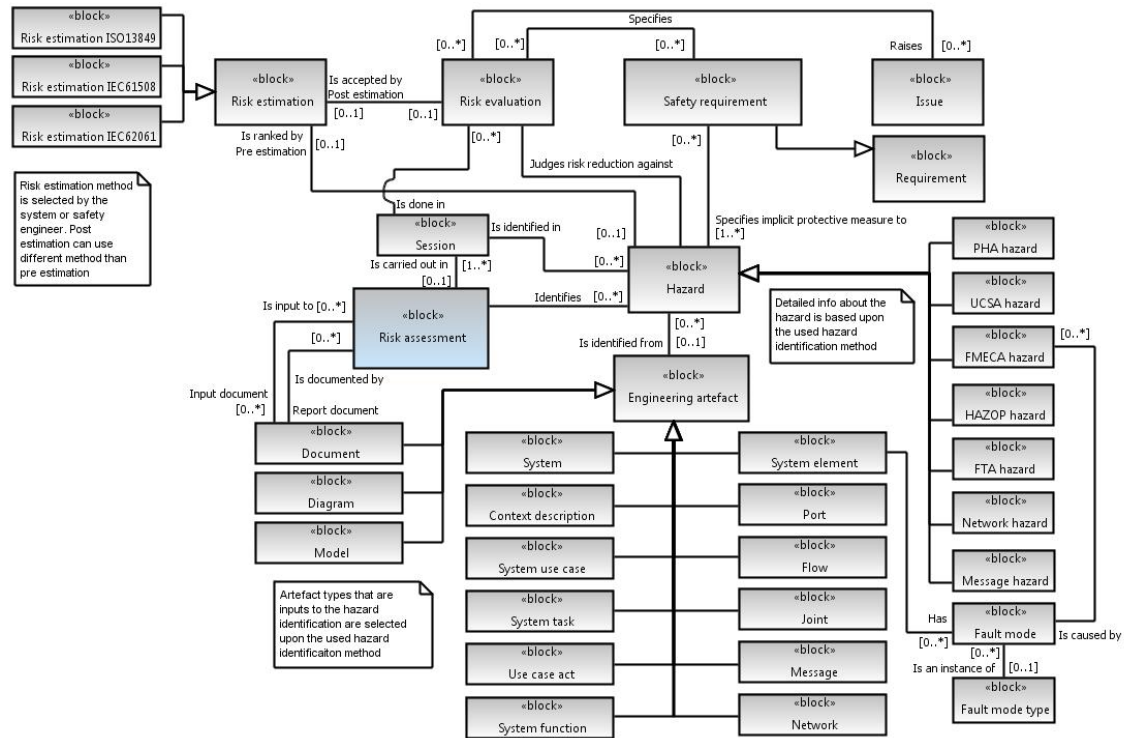 «block»
Risk estimation ISO13849
«block»
Risk estimation IEC61508
«block»
Risk estimation IEC62061
«block»
Risk estimation
Is accepted by
Post estimation
[0..1]
[0..1]
«block»
Risk evaluation
[0..*]
[0..*]
Specifies
[0..*]
«block»
Safety requirement
Raises
[0..*]
«block»
Issue
«block»
Requirement
Is ranked by
Pre estimation
[0..1]
[0..*]
[0..*]
Judges risk reduction against
Risk estimation method
is selected by the
system or safety
engineer. Post
estimation can use
different method than
pre estimation
Is done in
«block»
Session
Is identified in
[0..1]
[0..*]
Specifies implicit protective measure to
[1..*]
Is carried out in
[0..1]
[1..*]
«block»
Hazard
Is input to [0..*]
[0..*]
«block»
Risk assessment
Identifies
[0..*]
Detailed info about the
hazard is based upon
the used hazard
identification method
[0..*]
Is identified from
[0..1]
Is documented by
Input document
[0..*]
Report document
«block»
Engineering artefact
«block»
PHA hazard
«block»
UCSA hazard
«block»
FMECA hazard
[0..*]
«block»
HAZOP hazard
«block»
FTA hazard
«block»
Network hazard
«block»
Message hazard
«block»
Document
«block»
Diagram
«block»
Model
Artefact types that are
inputs to the hazard
identification are selected
upon the used hazard
identificaiton method
«block»
System
«block»
System element
«block»
Context description
«block»
Port
«block»
System use case
«block»
Flow
«block»
System task
«block»
Joint
«block»
Use case act
«block»
Message
«block»
System function
«block»
Network
Has
[0..*]
«block»
Fault mode
Is caused by
[0..*]
Is an instance of
[0..1]
«block»
Fault mode type